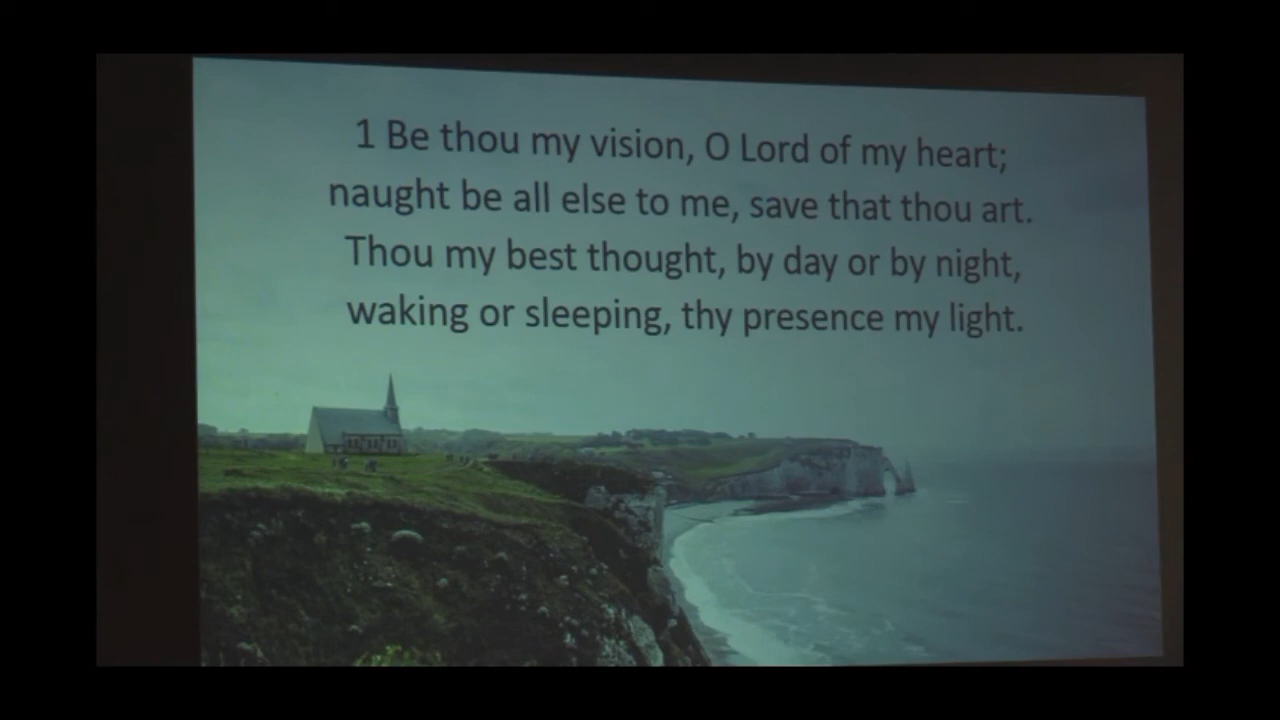 1 Be thou my vision, O Lord of my heart;
naught be all else to me, save that thou art.
Thou my best thought, by day or by night,
waking or sleeping, thy presence my light.